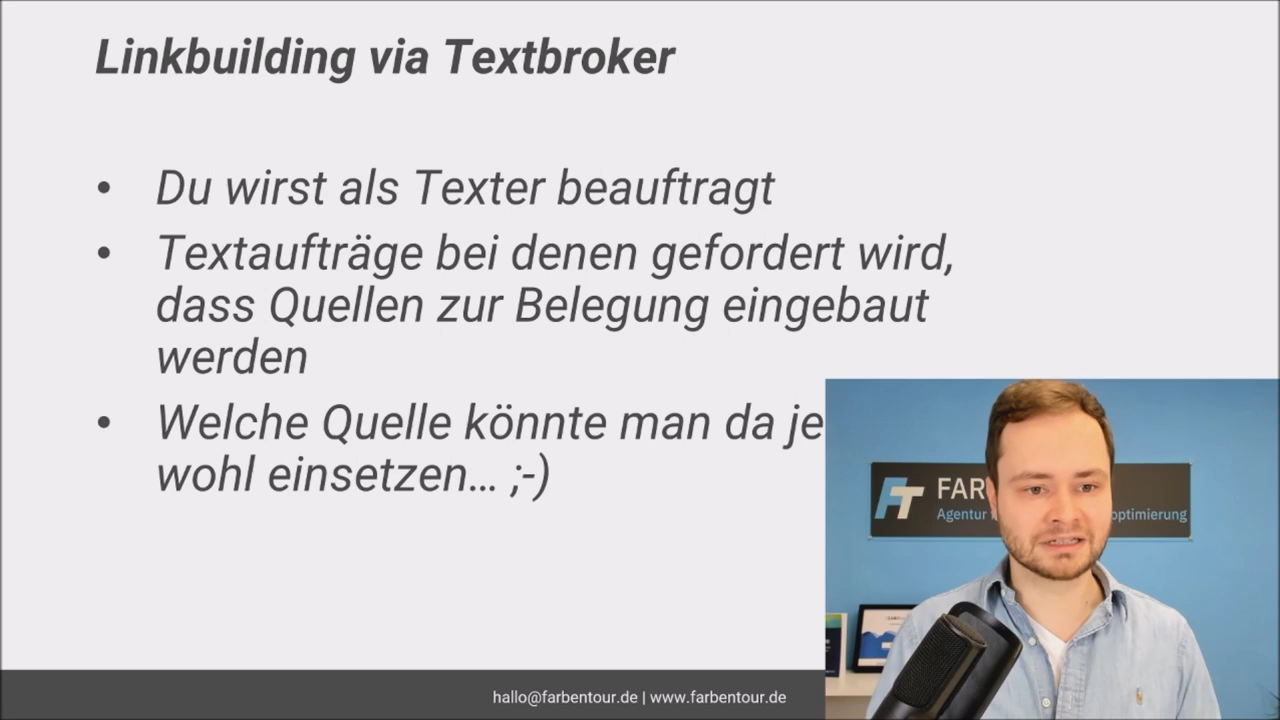 Linkbuilding via Textbroker
• Du wirst als Texter beauftragt
• Textaufträge bei denen gefordert wird,
dass Quellen zur Belegung eingebaut
werden
• Welche Quelle könnte man da je
wohl einsetzen… ;-)
FAR
Agentur
optimierung
hallo@farbentour.de | www.farbentour.de